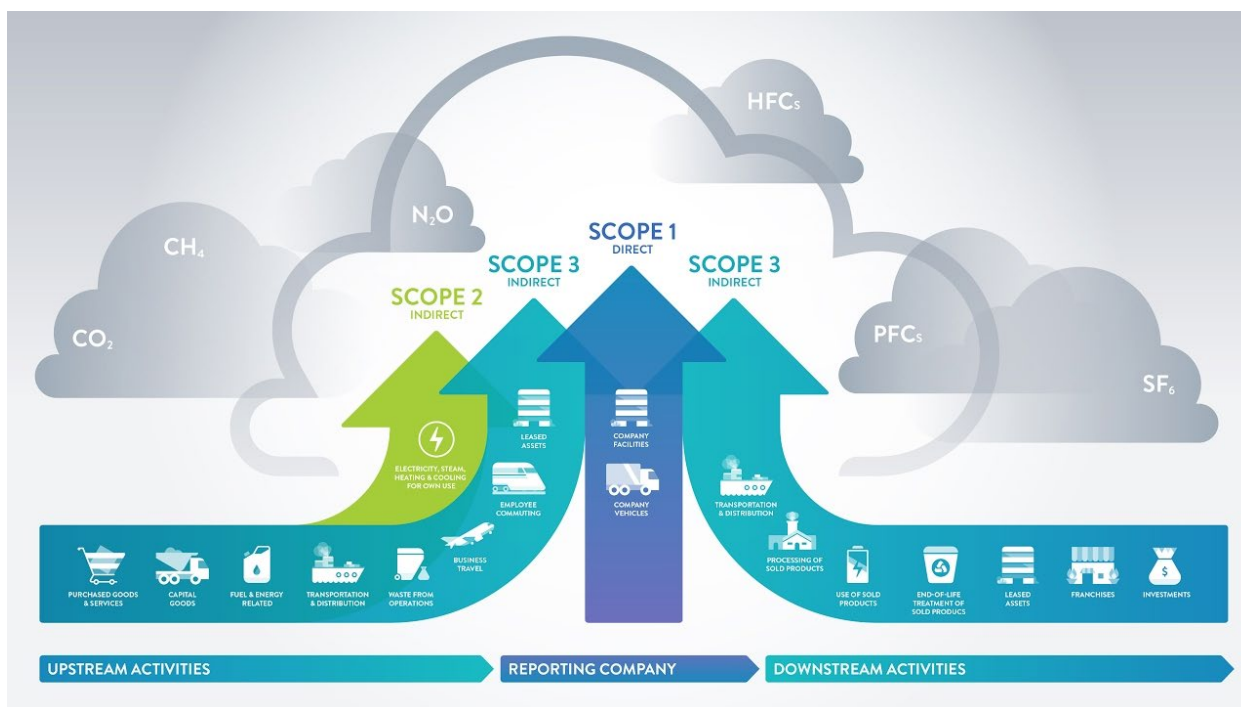 HFCs
N₂O
CH₄
CO₂
PFCs
SF₆
SCOPE 2
INDIRECT
SCOPE 3
INDIRECT
SCOPE 1
DIRECT
SCOPE 3
INDIRECT
ELECTRICITY, STEAM,
HEATING & COOLING
FOR OWN USE
LEASED
ASSETS
EMPLOYEE
COMMUTING
BUSINESS
TRAVEL
PURCHASED GOODS
& SERVICES
CAPITAL
GOODS
FUEL & ENERGY
RELATED
TRANSPORTATION
& DISTRIBUTION
WASTE FROM
OPERATIONS
COMPANY
FACILITIES
COMPANY
VEHICLES
TRANSPORTATION
& DISTRIBUTION
PROCESSING OF
SOLD PRODUCTS
USE OF SOLD
PRODUCTS
END-OF-LIFE
TREATMENT OF
SOLD PRODUCS
LEASED
ASSETS
FRANCHISES
$
INVESTMENTS
UPSTREAM ACTIVITIES
REPORTING COMPANY
DOWNSTREAM ACTIVITIES